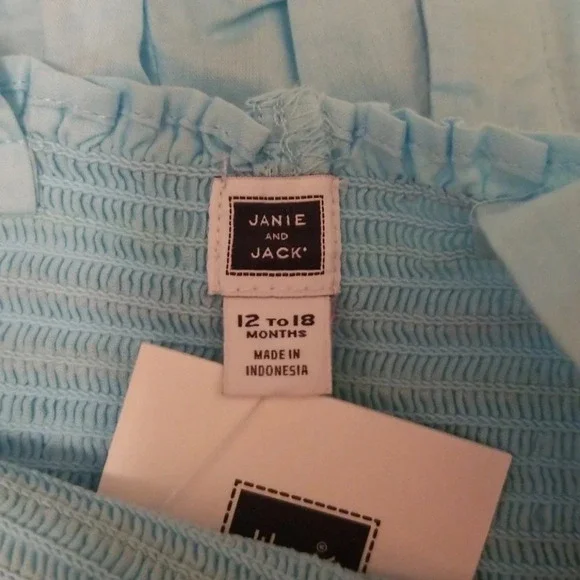 JANIE
AND
JACK®
12 TO 18
MONTHS
MADE IN
INDONESIA